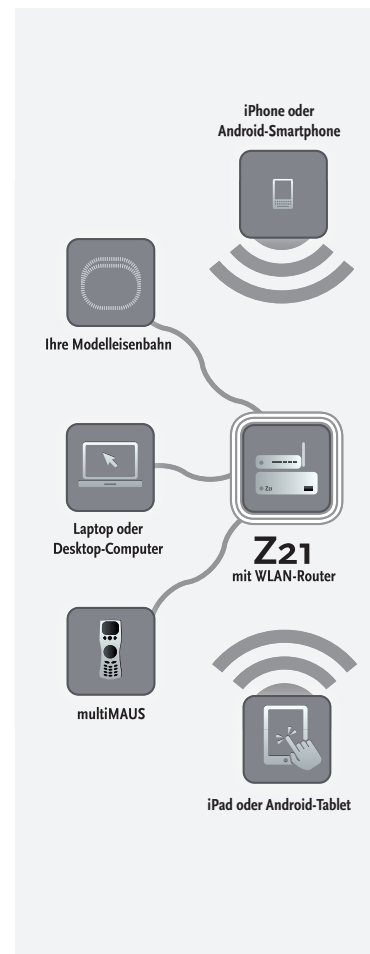 iPhone oder
Android-Smartphone
Ihre Modelleisenbahn
Laptop oder
Desktop-Computer
Z21
Z21
mit WLAN-Router
multiMAUS
iPad oder Android-Tablet